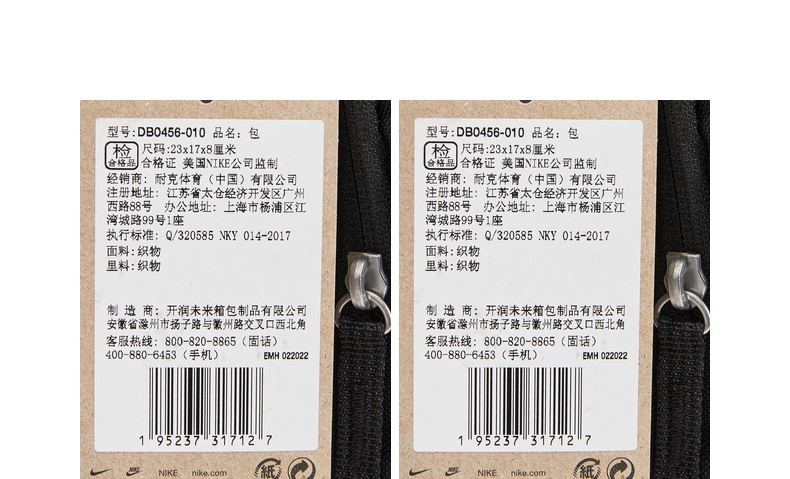 型号:DB0456-010 品名：包
检 合格品
尺码:23x17x8厘米
合格证 美国NIKE公司监制
经销商：耐克体育（中国）有限公司
注册地址：江苏省太仓经济开发区广州
西路88号 办公地址：上海市杨浦区江
湾城路99号1座
执行标准：Q/320585 NKY 014-2017
面料:织物
里料:织物
制 造 商：开润未来箱包制品有限公司
安徽省滁州市扬子路与徽州路交叉口西北角
客服热线：800-820-8865（固话）
400-880-6453（手机） EMH 022022
1 95237 31712 7
NIKE NIKE nike.com 紙
型号:DB0456-010 品名：包
检 合格品
尺码:23x17x8厘米
合格证 美国NIKE公司监制
经销商：耐克体育（中国）有限公司
注册地址：江苏省太仓经济开发区广州
西路88号 办公地址：上海市杨浦区江
湾城路99号1座
执行标准：Q/320585 NKY 014-2017
面料:织物
里料:织物
制 造 商：开润未来箱包制品有限公司
安徽省滁州市扬子路与徽州路交叉口西北角
客服热线：800-820-8865（固话）
400-880-6453（手机） EMH 022022
1 95237 31712 7
NIKE NIKE nike.com 紙